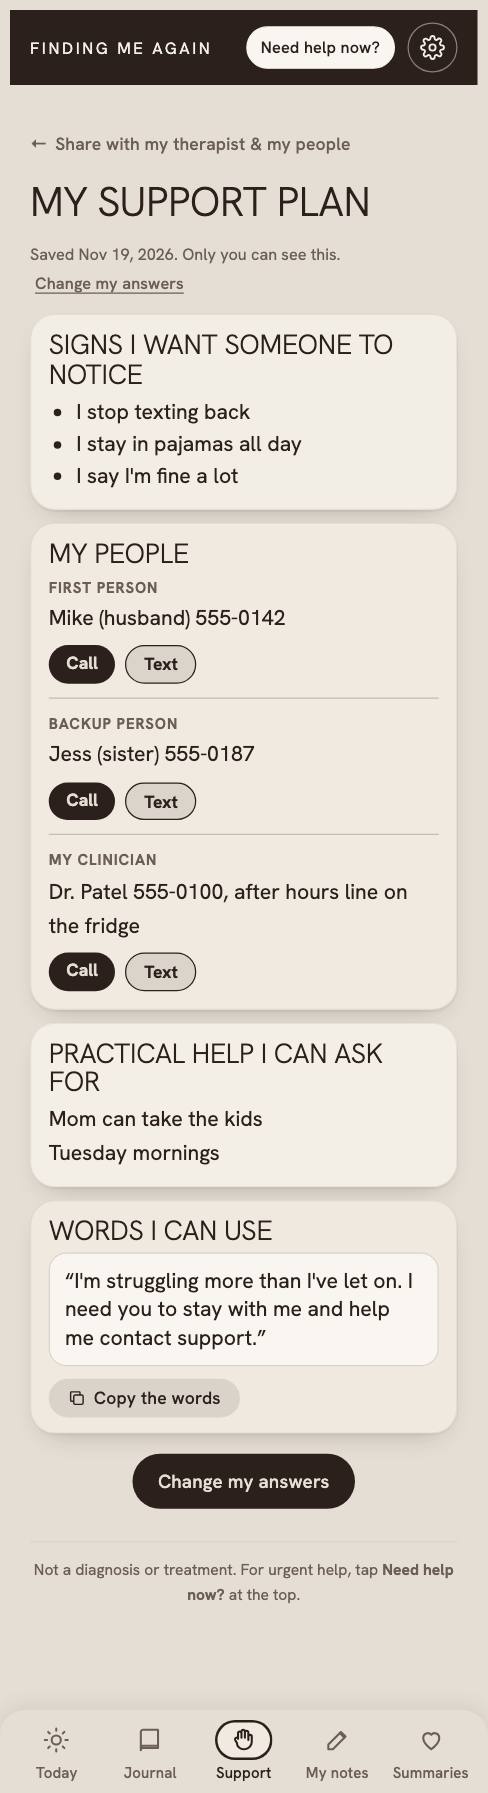 FINDING ME AGAIN
Need help now?
← Share with my therapist & my people
MY SUPPORT PLAN
Saved Nov 19, 2026. Only you can see this.
Change my answers
SIGNS I WANT SOMEONE TO
NOTICE
• I stop texting back
• I stay in pajamas all day
• I say I'm fine a lot
MY PEOPLE
FIRST PERSON
Mike (husband) 555-0142
Call Text
BACKUP PERSON
Jess (sister) 555-0187
Call Text
MY CLINICIAN
Dr. Patel 555-0100, after hours line on
the fridge
Call Text
PRACTICAL HELP I CAN ASK
FOR
Mom can take the kids
Tuesday mornings
WORDS I CAN USE
“I'm struggling more than I've let on. I
need you to stay with me and help
me contact support.”
Copy the words
Change my answers
Not a diagnosis or treatment. For urgent help, tap Need help
now? at the top.
Today Journal Support My notes Summaries